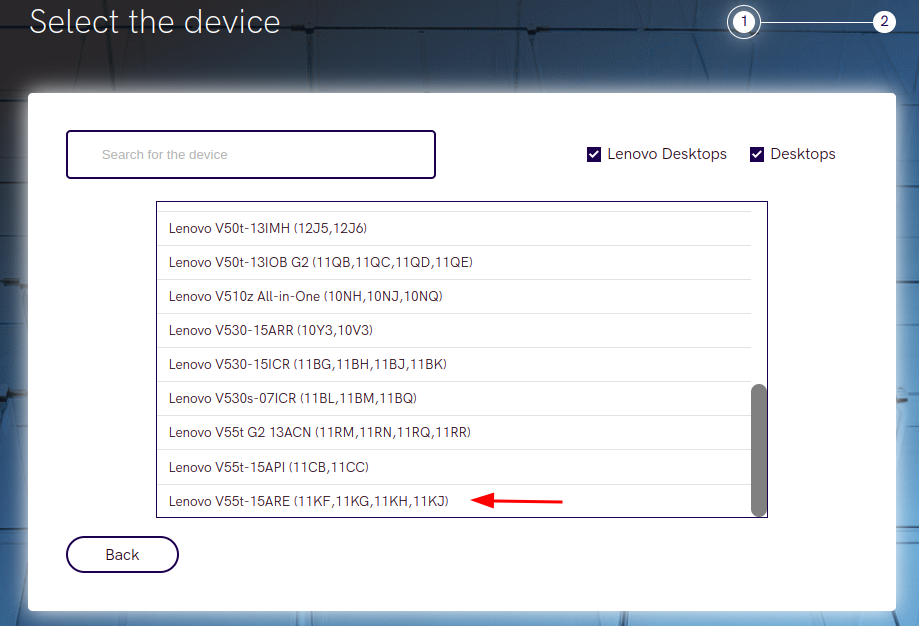 Select the device
1
2
Search for the device
Lenovo Desktops
Desktops
Lenovo V50t-13IMH (12J5,12J6)
Lenovo V50t-13IOB G2 (11QB,11QC,11QD,11QE)
Lenovo V510z All-in-One (10NH,10NJ,10NQ)
Lenovo V530-15ARR (10Y3,10V3)
Lenovo V530-15ICR (11BG,11BH,11BJ,11BK)
Lenovo V530s-07ICR (11BL,11BM,11BQ)
Lenovo V55t G2 13ACN (11RM,11RN,11RQ,11RR)
Lenovo V55t-15API (11CB,11CC)
Lenovo V55t-15ARE (11KF,11KG,11KH,11KJ)
Back